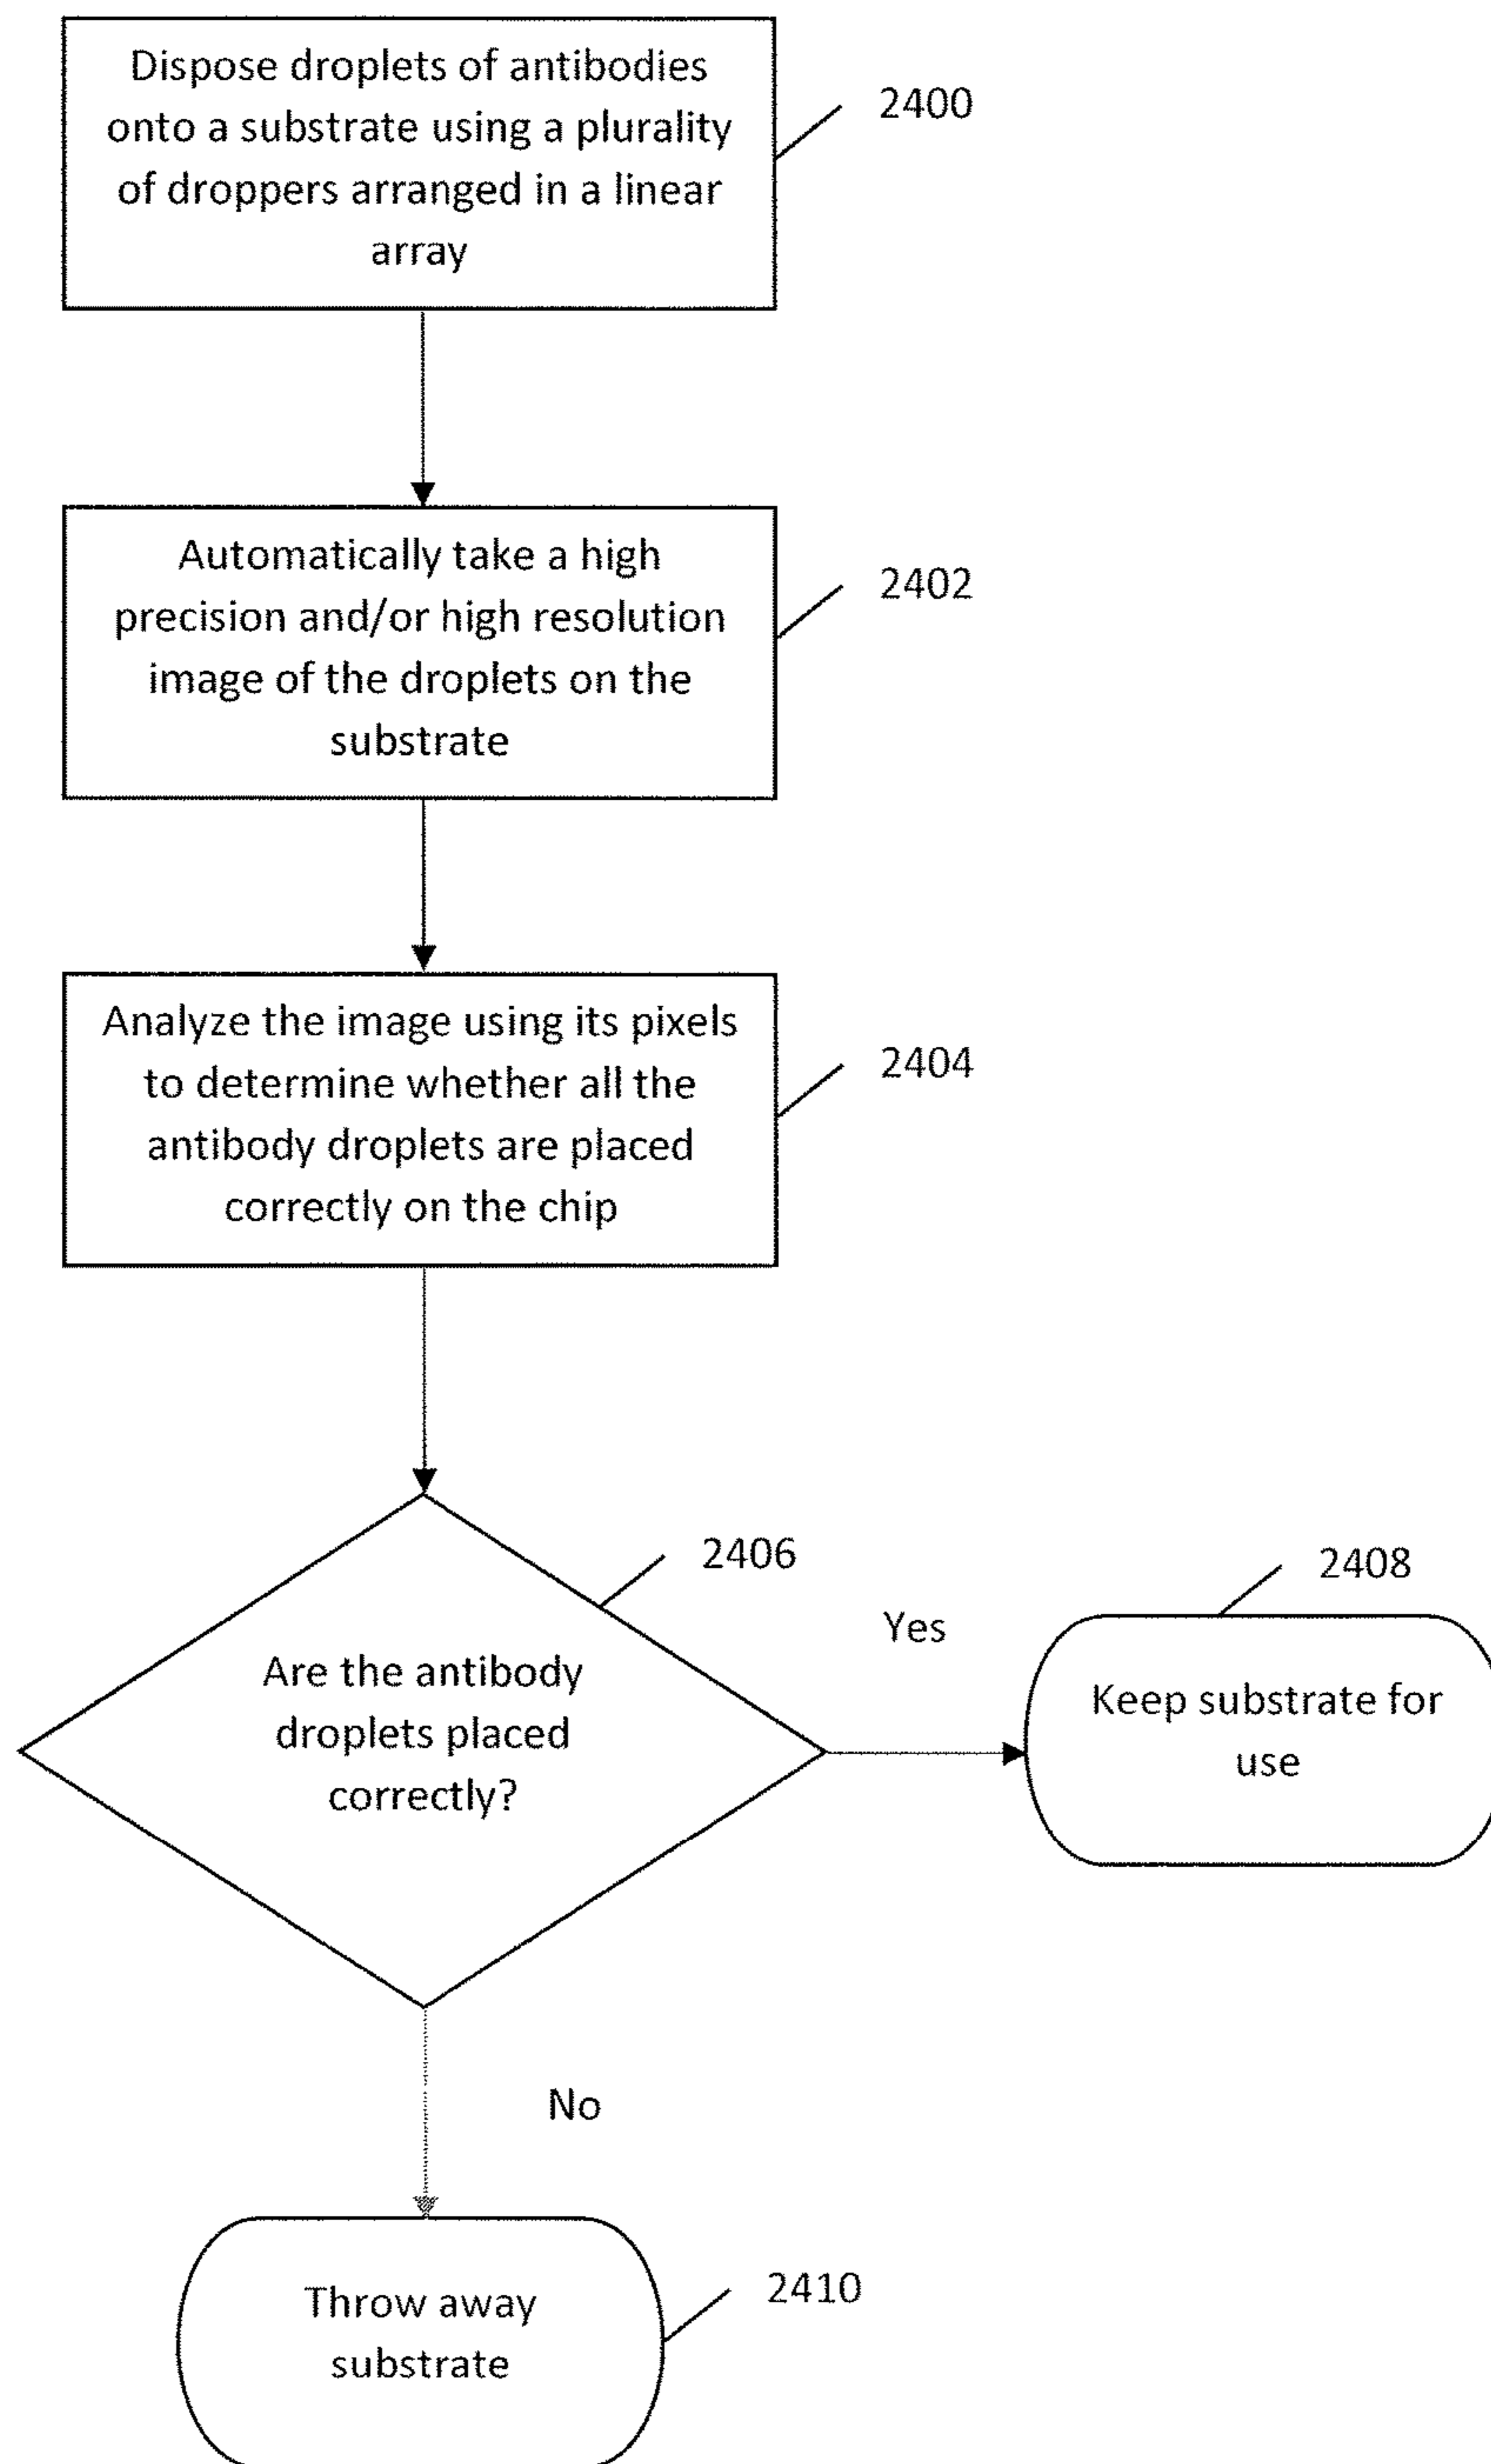 Dispose droplets of antibodies
onto a substrate using a plurality
of droppers arranged in a linear
array
2400
Automatically take a high
precision and/or high resolution
image of the droplets on the
substrate
2402
Analyze the image using its pixels
to determine whether all the
antibody droplets are placed
correctly on the chip
2404
Are the antibody
droplets placed
correctly?
2406
Yes
2408
Keep substrate for
use
No
Throw away
substrate
2410